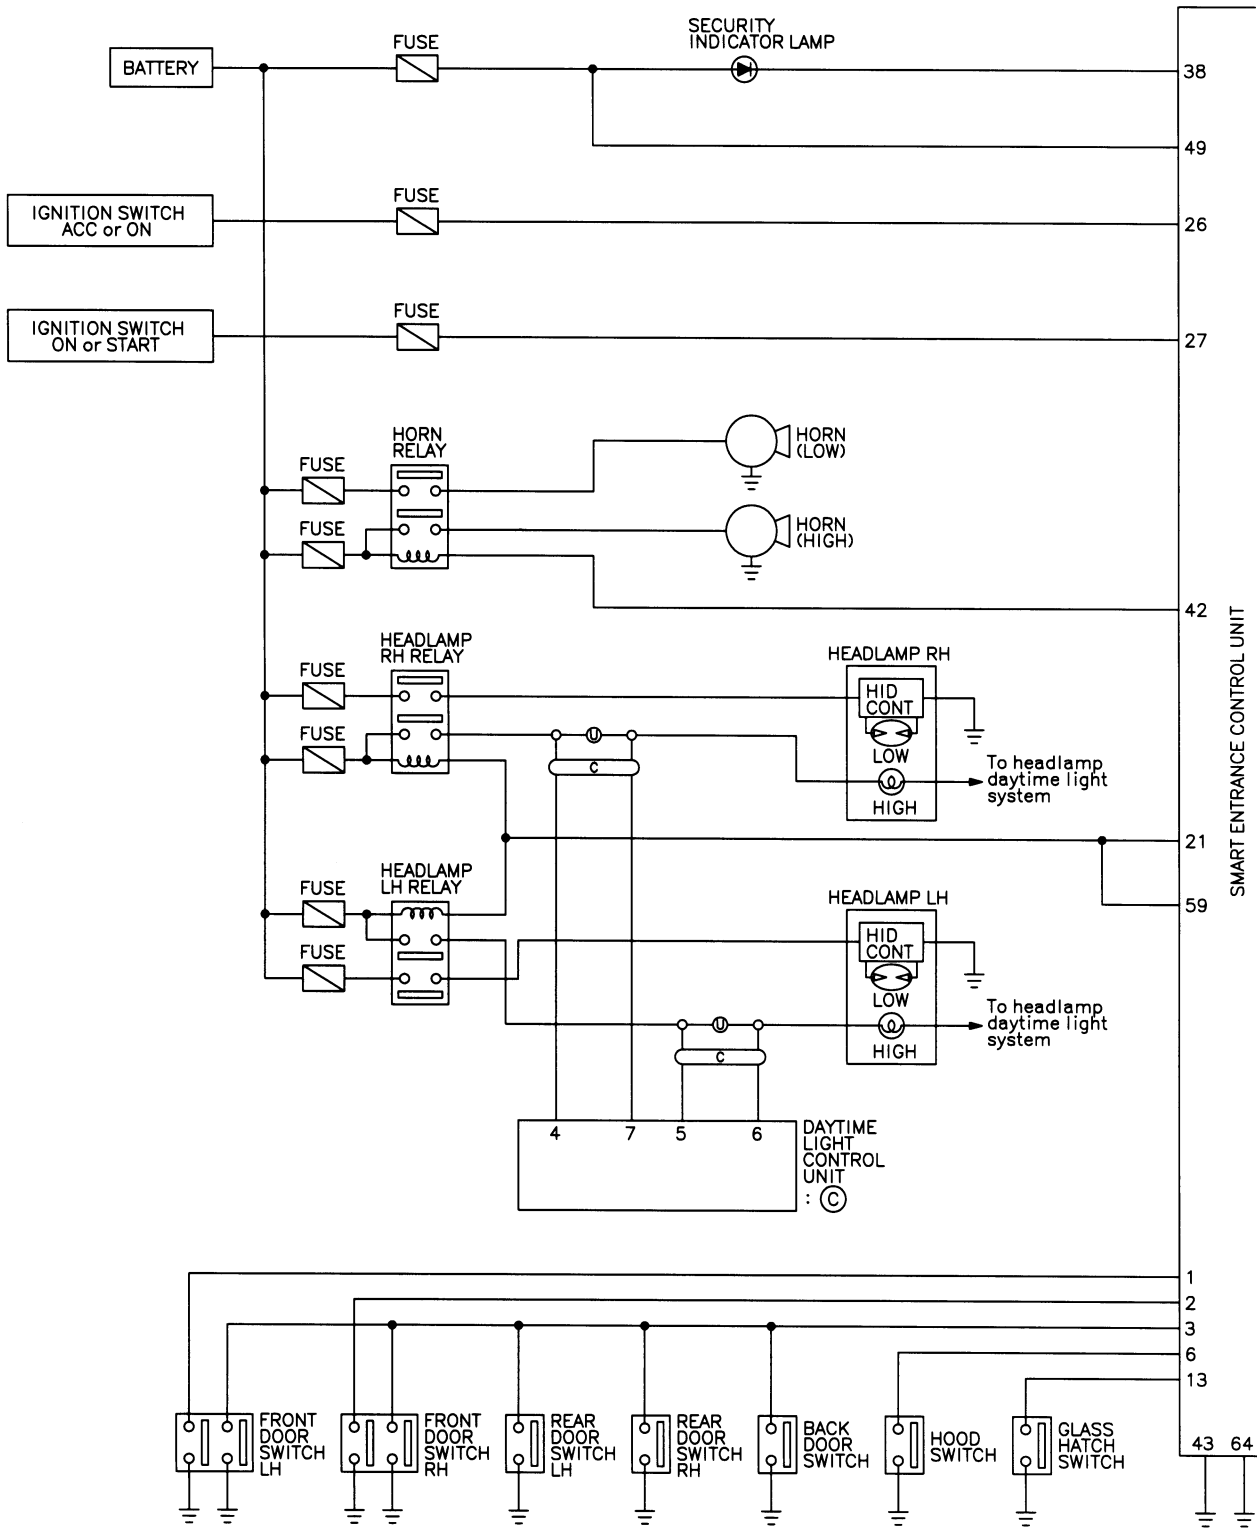 SECURITY
INDICATOR LAMP
FUSE
BATTERY
38
49
FUSE
IGNITION SWITCH
ACC or ON
26
FUSE
IGNITION SWITCH
ON or START
27
HORN
RELAY
HORN
(LOW)
FUSE
FUSE
HORN
(HIGH)
42
SMART ENTRANCE CONTROL UNIT
HEADLAMP
RH RELAY
HEADLAMP RH
FUSE
HID
CONT
FUSE
U
LOW
C
To headlamp
daytime light
system
HIGH
21
HEADLAMP
LH RELAY
HEADLAMP LH
59
FUSE
HID
CONT
FUSE
LOW
To headlamp
daytime light
system
U
HIGH
C
4 7 5 6
DAYTIME
LIGHT
CONTROL
UNIT
: C
1
2
3
6
13
FRONT
DOOR
SWITCH
LH
FRONT
DOOR
SWITCH
RH
REAR
DOOR
SWITCH
LH
REAR
DOOR
SWITCH
RH
BACK
DOOR
SWITCH
HOOD
SWITCH
GLASS
HATCH
SWITCH
43 64